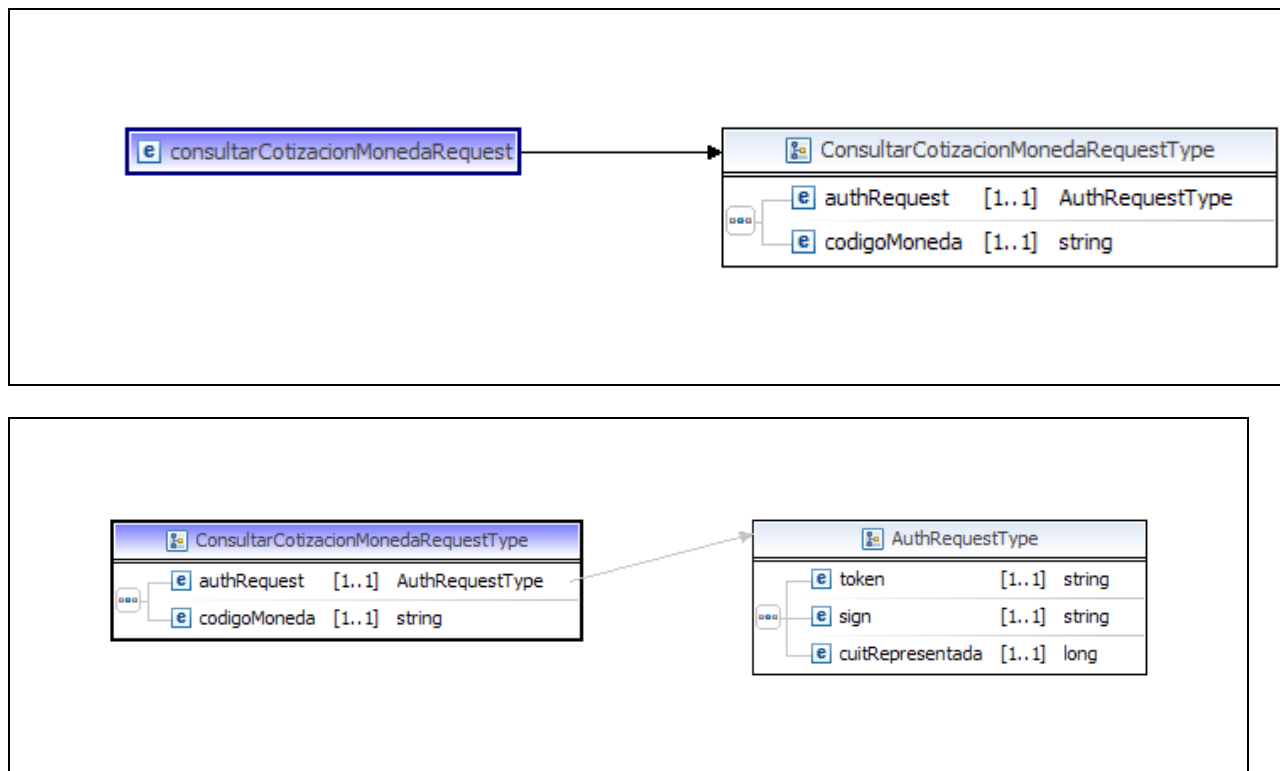 e consultarCotizacionMonedaRequest
ConsultarCotizacionMonedaRequestType
e authRequest [1..1] AuthRequestType
e codigoMoneda [1..1] string
ConsultarCotizacionMonedaRequestType
e authRequest [1..1] AuthRequestType
e codigoMoneda [1..1] string
AuthRequestType
e token [1..1] string
e sign [1..1] string
e cuitRepresentada [1..1] long